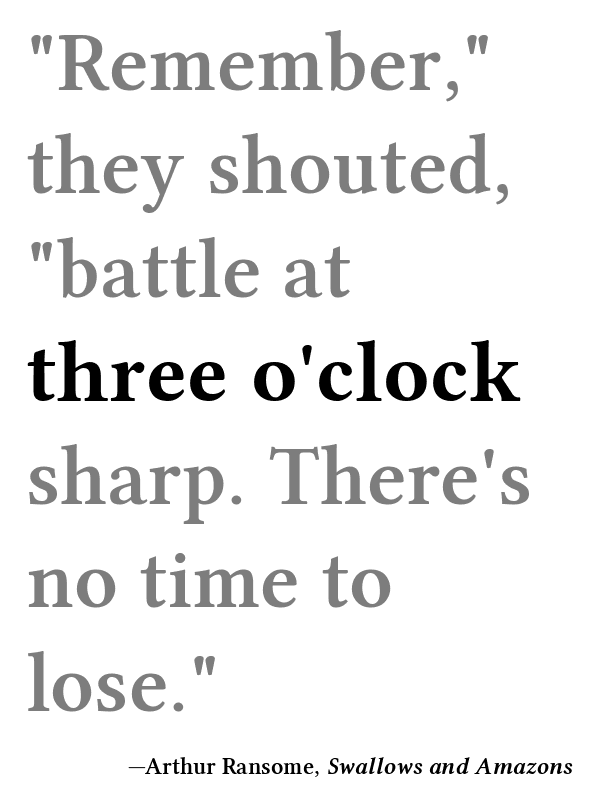 "Remember,"
they shouted,
"battle at
three o'clock
sharp. There's
no time to
lose."
—Arthur Ransome, Swallows and Amazons